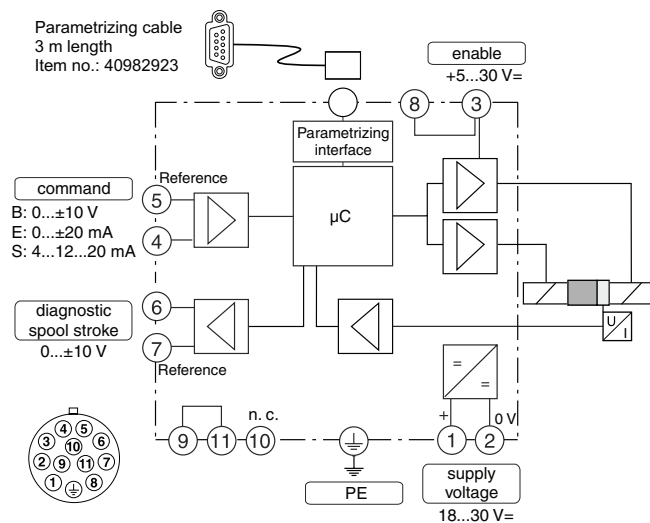 Parametrizing cable
3 m length
Item no.: 40982923
enable
+5...30 V=
8
3
Parametrizing
interface
command
Reference
5
B: 0...±10 V
E: 0...±20 mA
S: 4...12...20 mA
4
µC
6
diagnostic
spool stroke
0...±10 V
7
Reference
U
I
=
=
n. c.
+
0 V
9
11
10
1
2
PE
supply
voltage
18...30 V=
4
5
3
10
6
2
9
11
7
1
8